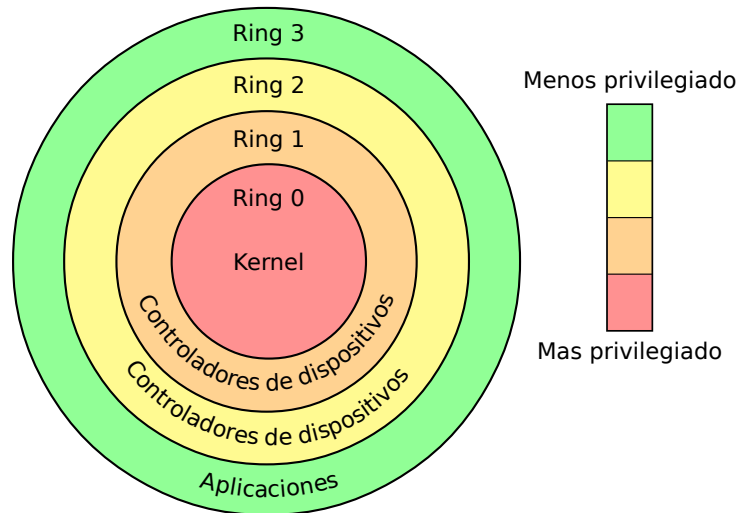 Ring 3
Ring 2
Ring 1
Ring 0
Kernel
Controladores de dispositivos
Controladores de dispositivos
Aplicaciones
Menos privilegiado
Mas privilegiado